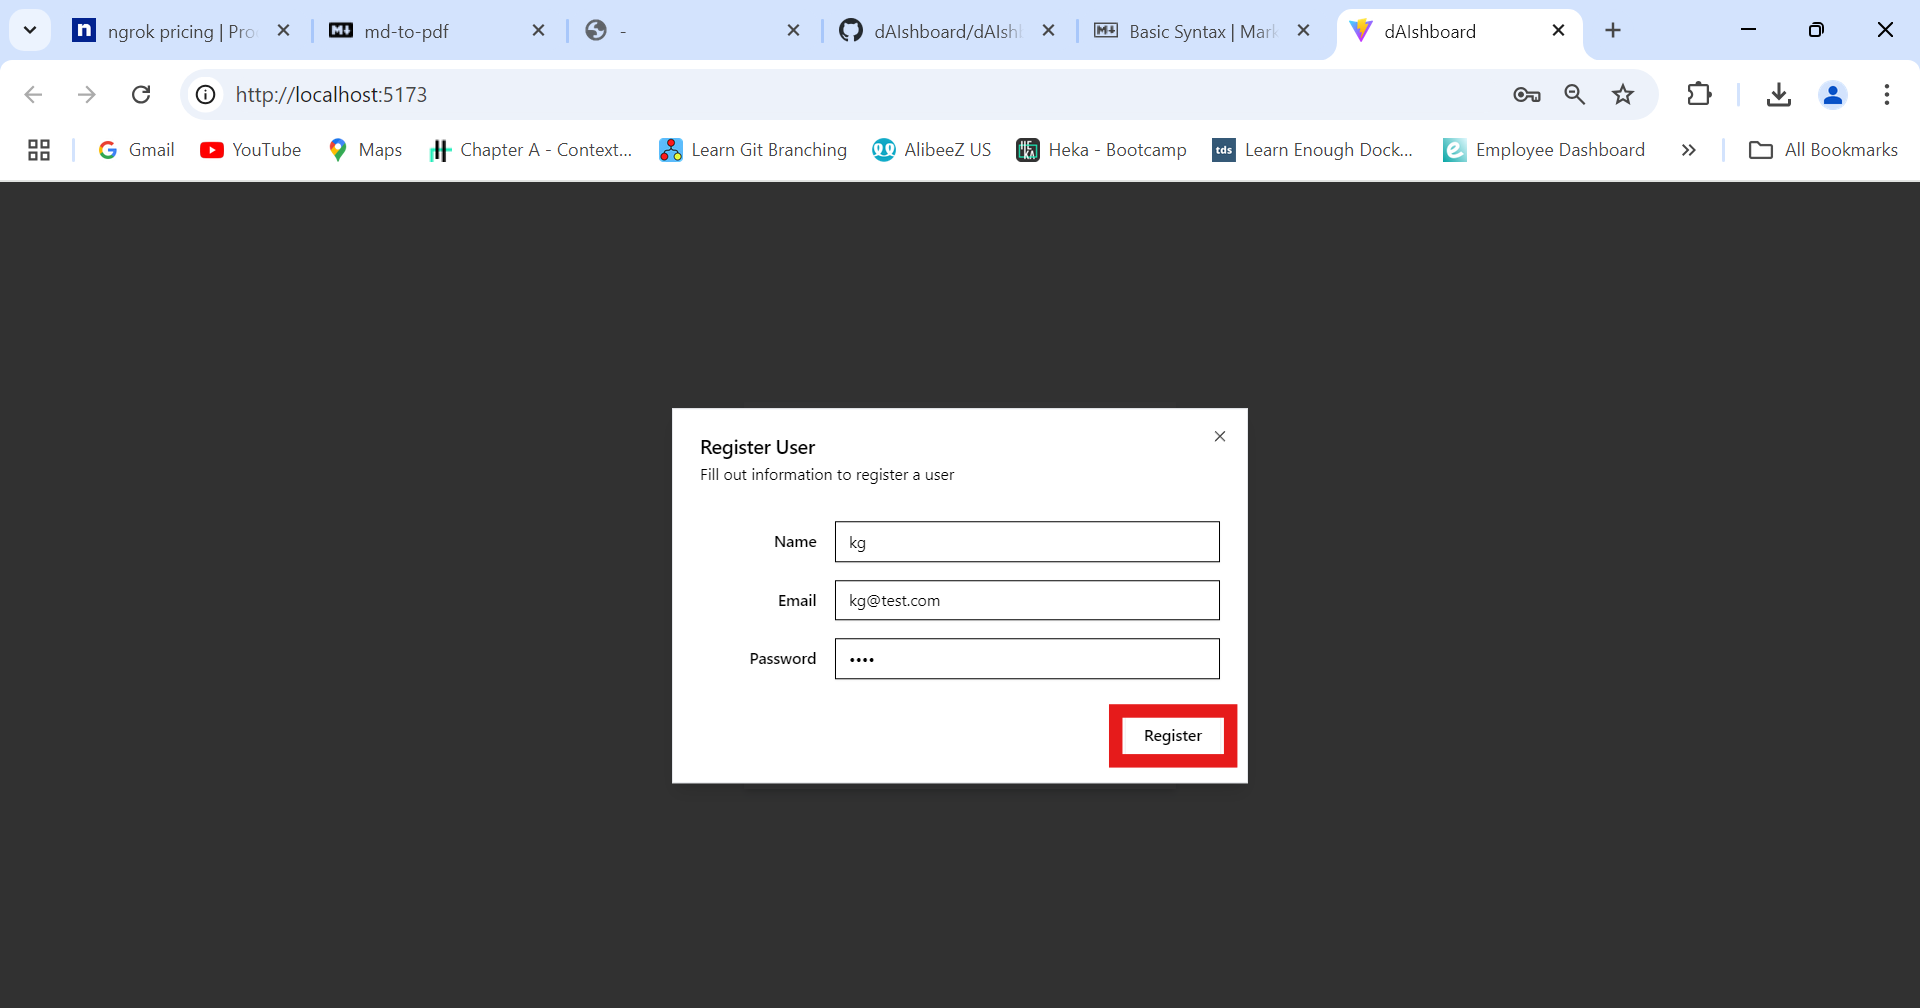 ngrok pricing | Pro
md-to-pdf
-
dAIshboard/dAIsh
Basic Syntax | Mark
dAIshboard
http://localhost:5173
Gmail
YouTube
Maps
Chapter A - Context...
Learn Git Branching
AlibeeZ US
HEKA
Heka - Bootcamp
tds
Learn Enough Dock...
Employee Dashboard
All Bookmarks
Register User
Fill out information to register a user
Name
kg
Email
kg@test.com
Password
••••
Register